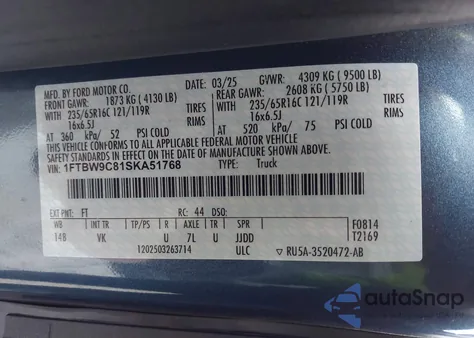 MFD. BY FORD MOTOR CO.
03/25 GVWR: 4309 KG ( 9500 LB)
FRONT GAWR: 1873 KG ( 4130 LB)
REAR GAWR: 2608 KG ( 5750 LB)
WITH 235/65R16C 121/119R TIRES
16x6.5J RIMS
WITH 235/65R16C 121/119R TIRES
16x6.5J RIMS
AT 360 kPa/ 52 PSI COLD
AT 520 kPa/ 75 PSI COLD
THIS VEHICLE CONFORMS TO ALL APPLICABLE FEDERAL MOTOR VEHICLE
SAFETY STANDARDS IN EFFECT ON THE DATE OF MANUFACTURE SHOWN ABOVE.
VIN: 1FTBW9C81SKA51768 TYPE: Truck
EXT PNT: FT RC: 44 DSO:
WB BRK TP/PS R AXLE TR SPR
14B VK U 7L U JJDD
F0814
T2169
1202503263714 ULC
RU5A-3520472-AB
autoSnap